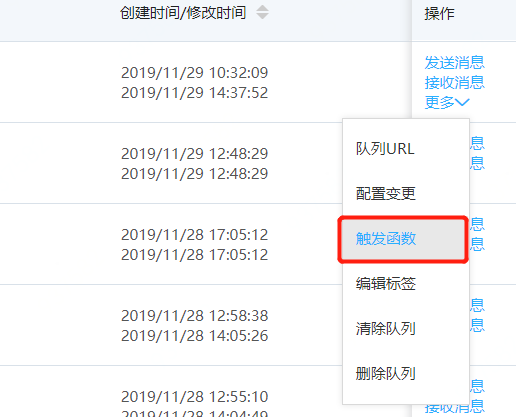 创建时间/修改时间
操作
2019/11/29 10:32:09
2019/11/29 14:37:52
发送消息
接收消息
更多
2019/11/29 12:48:29
2019/11/29 12:48:29
息
息
2019/11/28 17:05:12
2019/11/28 17:05:12
息
息
2019/11/28 12:58:38
2019/11/28 14:05:26
息
息
2019/11/28 12:55:10
2019/11/28 14:04:49
接收消息
队列URL
配置变更
触发函数
编辑标签
清除队列
删除队列